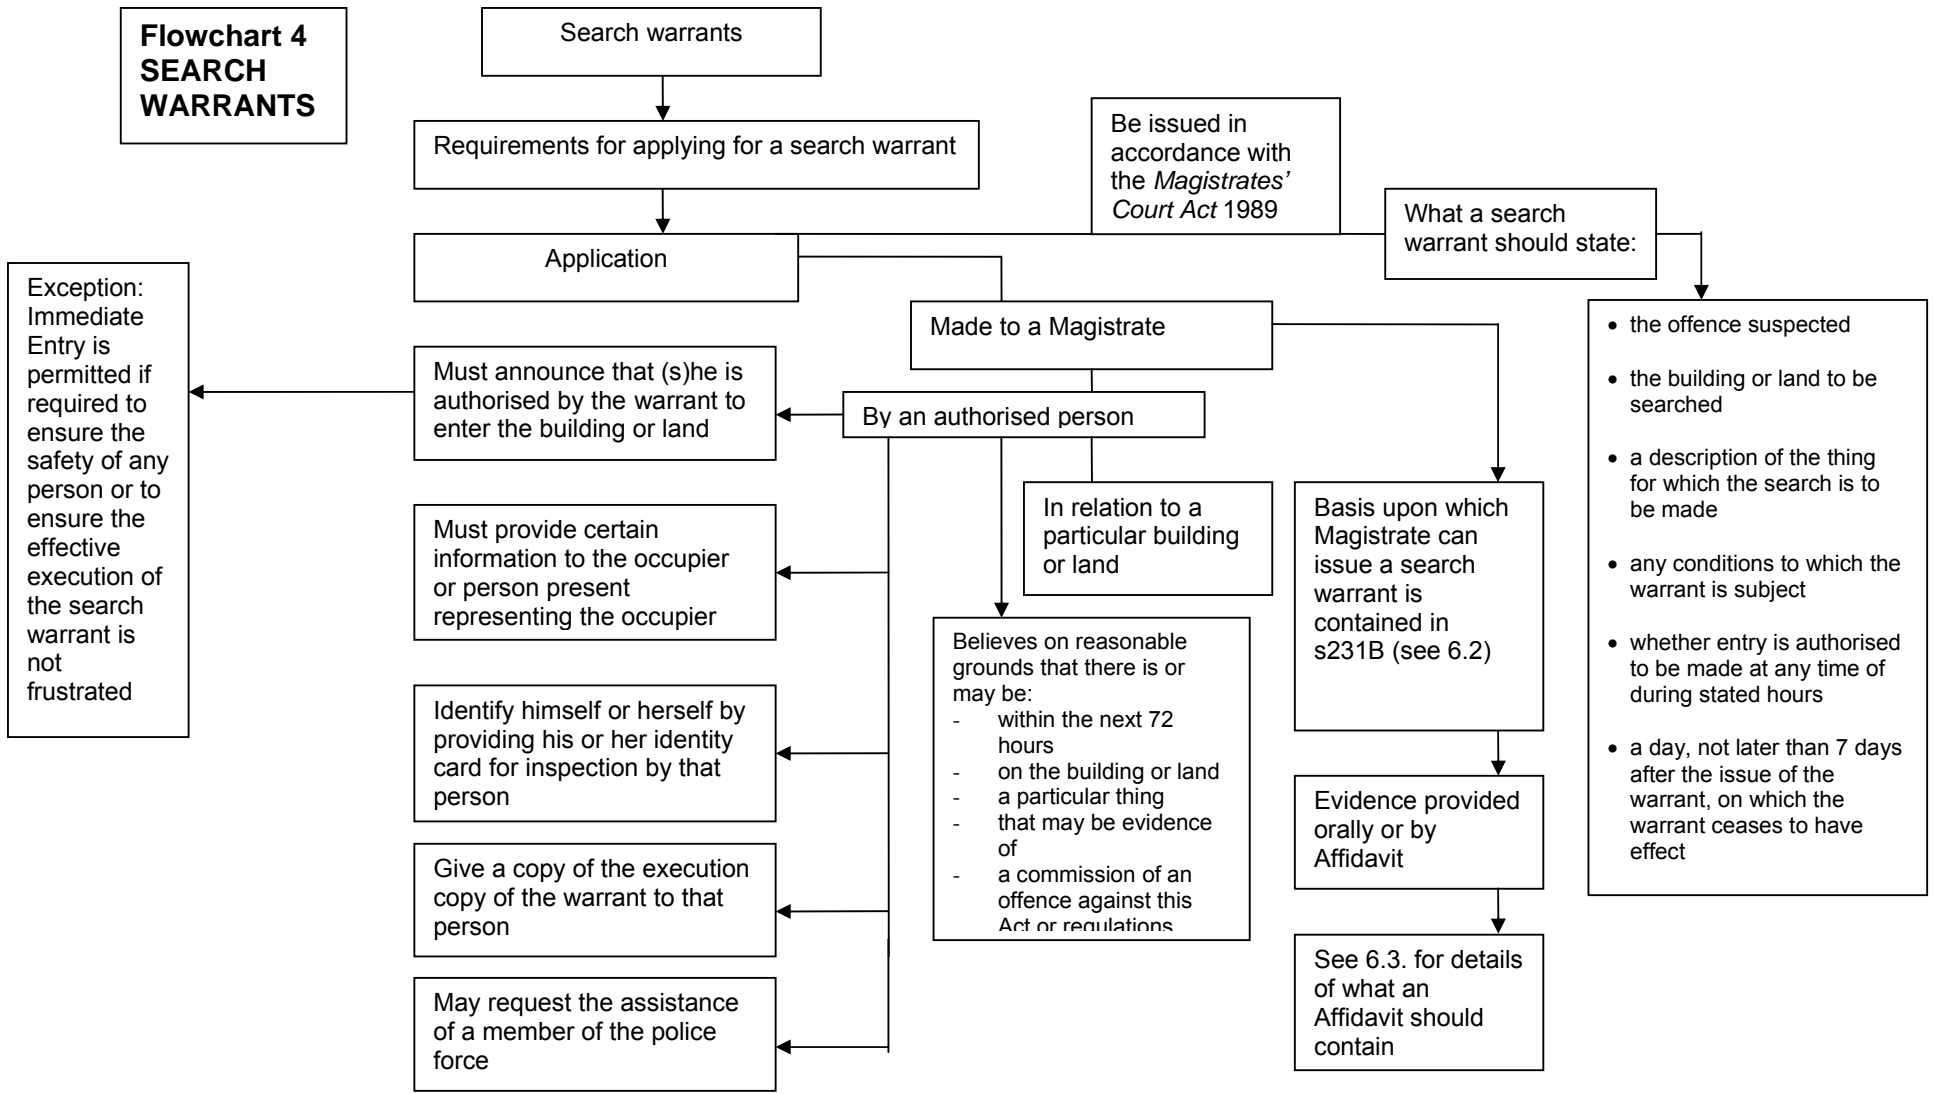 Flowchart 4
SEARCH
WARRANTS
Search warrants
Requirements for applying for a search warrant
Be issued in
accordance with
the Magistrates’
Court Act 1989
What a search
warrant should state:
Application
Exception:
Immediate
Entry is
permitted if
required to
ensure the
safety of any
person or to
ensure the
effective
execution of
the search
warrant is
not
frustrated
Made to a Magistrate
• the offence suspected
• the building or land to be
searched
• a description of the thing
for which the search is to
be made
• any conditions to which the
warrant is subject
• whether entry is authorised
to be made at any time of
during stated hours
• a day, not later than 7 days
after the issue of the
warrant, on which the
warrant ceases to have
effect
Must announce that (s)he is
authorised by the warrant to
enter the building or land
By an authorised person
In relation to a
particular building
or land
Basis upon which
Magistrate can
issue a search
warrant is
contained in
s231B (see 6.2)
Must provide certain
information to the occupier
or person present
representing the occupier
Believes on reasonable
grounds that there is or
may be:
- within the next 72
hours
- on the building or land
- a particular thing
- that may be evidence
of
- a commission of an
offence against this
Act or regulations
Identify himself or herself by
providing his or her identity
card for inspection by that
person
Evidence provided
orally or by
Affidavit
Give a copy of the execution
copy of the warrant to that
person
See 6.3. for details
of what an
Affidavit should
contain
May request the assistance
of a member of the police
force